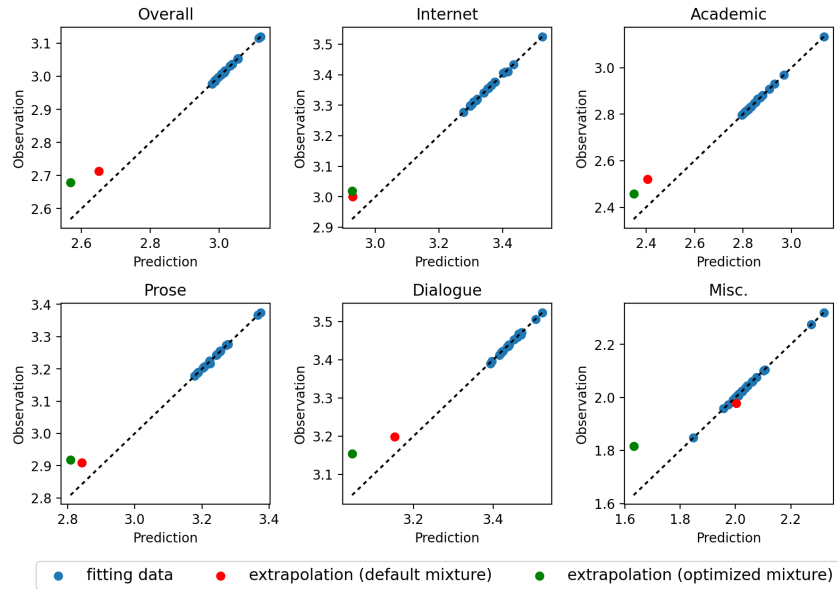 Overall
Internet
Academic
3.1
3.0
2.9
2.8
2.7
2.6
Observation
2.6
2.8
3.0
Prediction
3.5
3.4
3.3
3.2
3.1
3.0
2.9
Observation
3.0
3.2
3.4
Prediction
3.0
2.8
2.6
2.4
Observation
2.4
2.6
2.8
3.0
Prediction
Prose
Dialogue
Misc.
3.4
3.3
3.2
3.1
3.0
2.9
2.8
Observation
2.8
3.0
3.2
3.4
Prediction
3.5
3.4
3.3
3.2
3.1
Observation
3.2
3.4
Prediction
2.2
2.0
1.8
1.6
Observation
1.6
1.8
2.0
2.2
Prediction
fitting data
extrapolation (default mixture)
extrapolation (optimized mixture)